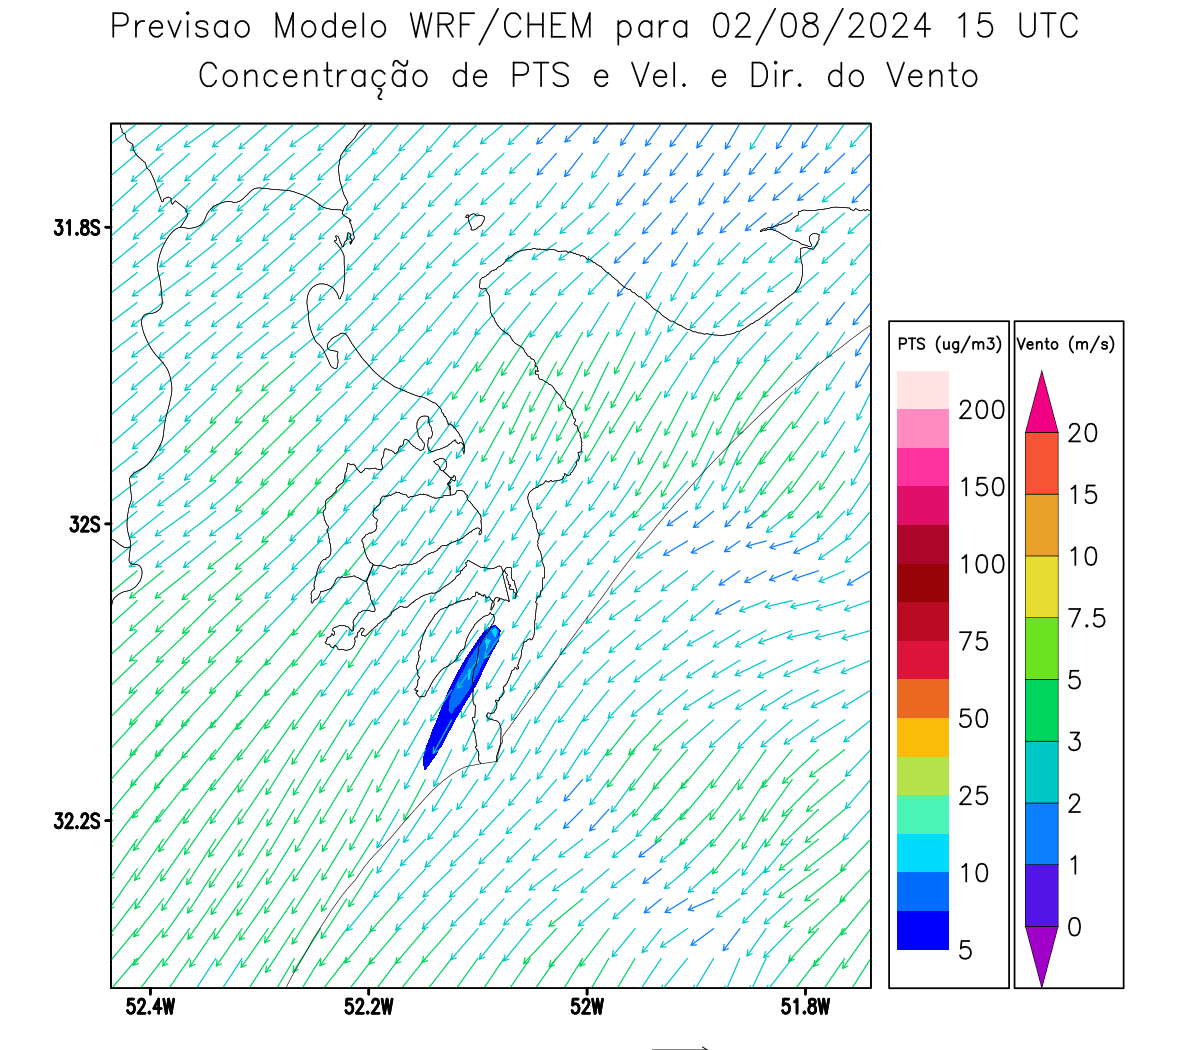 Previsao Modelo WRF/CHEM para 02/08/2024 15 UTC
Concentração de PTS e Vel. e Dir. do Vento
31.8S
32S
32.2S
52.4W
52.2W
52W
51.8W
PTS (ug/m3)
200
150
100
75
50
25
10
5
Vento (m/s)
20
15
10
7.5
5
3
2
1
0